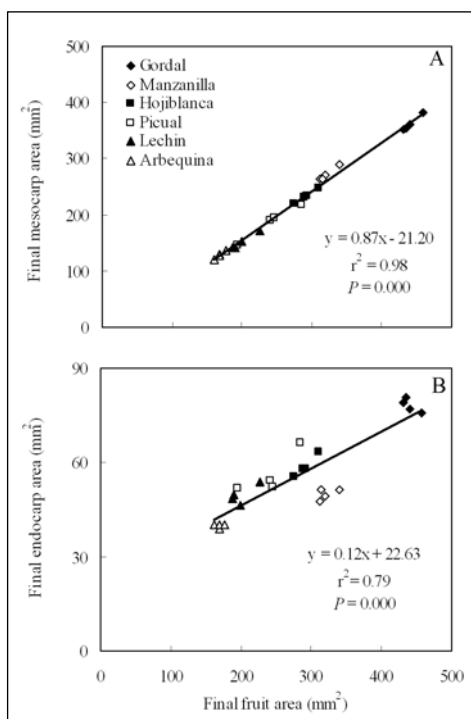 500
400
300
200
100
0
Final mesocarp area (mm²)
A
Gordal
Manzanilla
Hojiblanca
Picual
Lechin
Arbequina
y = 0.87x - 21.20
r² = 0.98
P = 0.000
90
60
30
0
Final endocarp area (mm²)
B
y = 0.12x + 22.63
r² = 0.79
P = 0.000
0 100 200 300 400 500
Final fruit area (mm²)